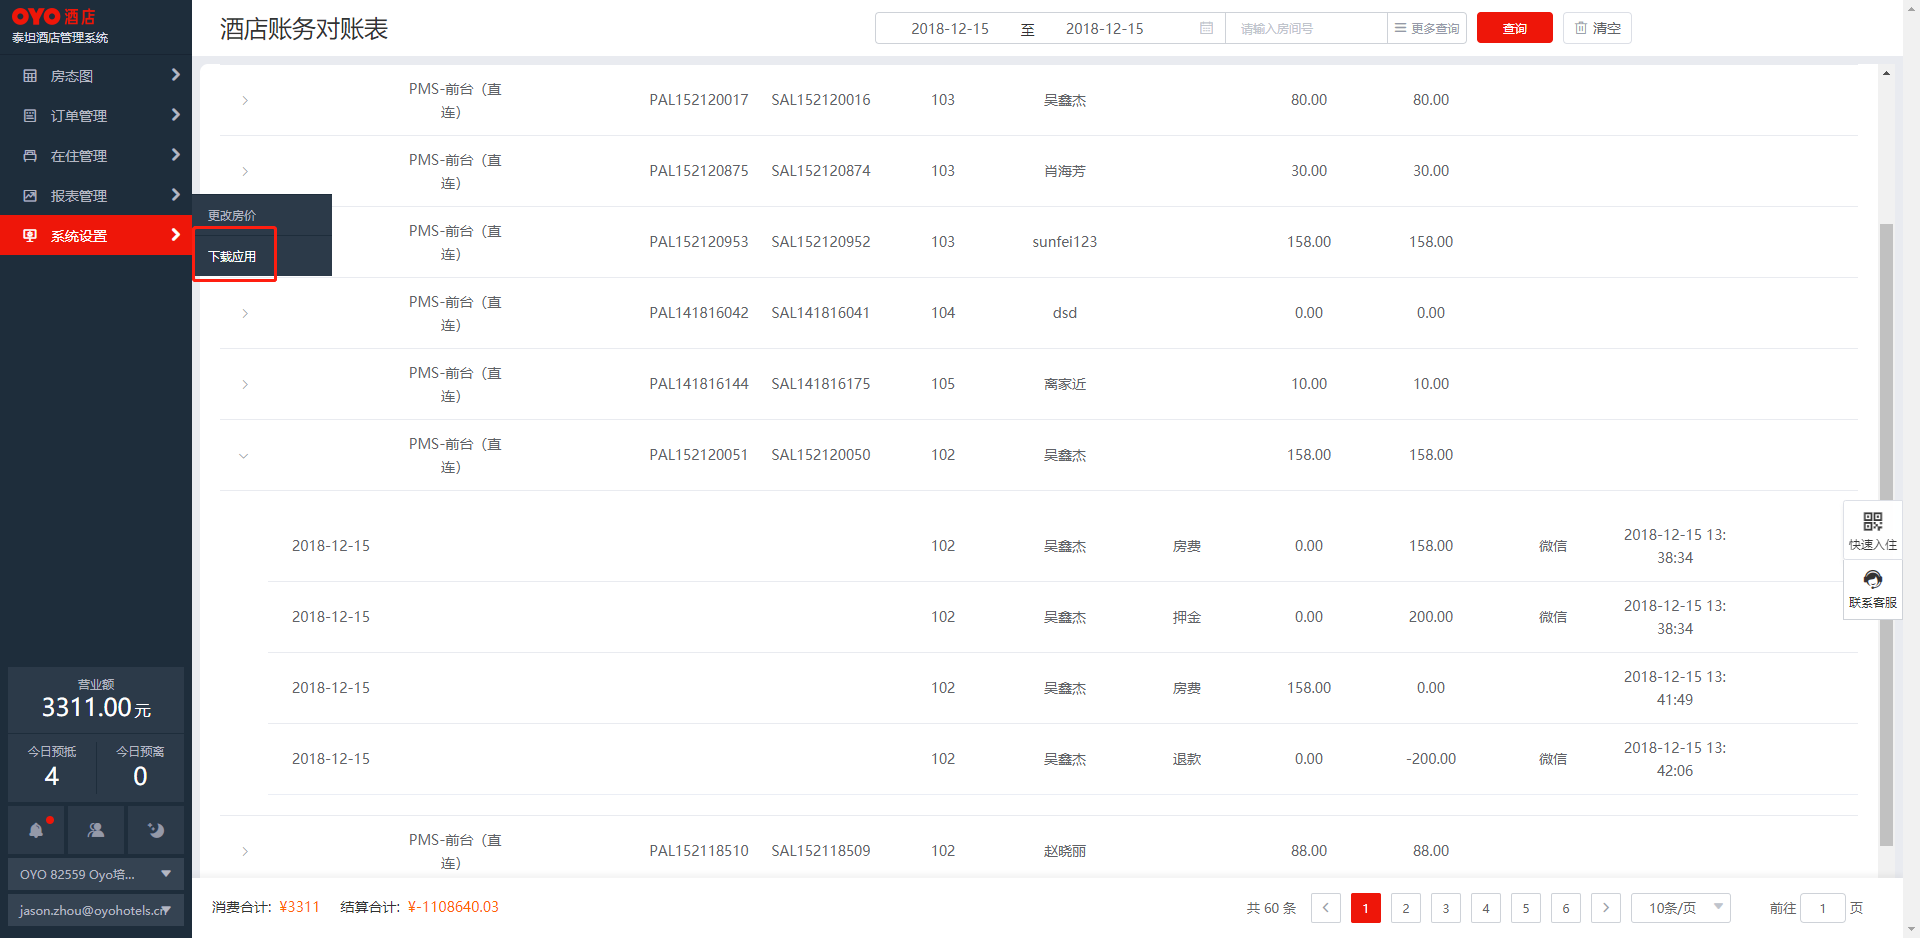 OYO 酒店
泰坦酒店管理系统
房态图
订单管理
在住管理
报表管理
系统设置
更改房价
下载应用
营业额
3311.00元
今日预抵
今日预离
4
0
OYO 82559 Oyo培...
jason.zhou@oyohotels.cn
酒店账务对账表
2018-12-15 至 2018-12-15
请输入房间号
更多查询
查询
清空
PMS-前台（直
连）
PAL152120017 SAL152120016 103 吴鑫杰 80.00 80.00
PMS-前台（直
连）
PAL152120875 SAL152120874 103 肖海芳 30.00 30.00
PMS-前台（直
连）
PAL152120953 SAL152120952 103 sunfei123 158.00 158.00
PMS-前台（直
连）
PAL141816042 SAL141816041 104 dsd 0.00 0.00
PMS-前台（直
连）
PAL141816144 SAL141816175 105 离家近 10.00 10.00
PMS-前台（直
连）
PAL152120051 SAL152120050 102 吴鑫杰 158.00 158.00
2018-12-15 102 吴鑫杰 房费 0.00 158.00 微信 2018-12-15 13:
38:34
2018-12-15 102 吴鑫杰 押金 0.00 200.00 微信 2018-12-15 13:
38:34
2018-12-15 102 吴鑫杰 房费 158.00 0.00 2018-12-15 13:
41:49
2018-12-15 102 吴鑫杰 退款 0.00 -200.00 微信 2018-12-15 13:
42:06
PMS-前台（直
连）
PAL152118510 SAL152118509 102 赵晓丽 88.00 88.00
快速入住
联系客服
消费合计: ¥3311 结算合计: ¥-1108640.03
共 60 条 1 2 3 4 5 6 10条/页 前往 1 页